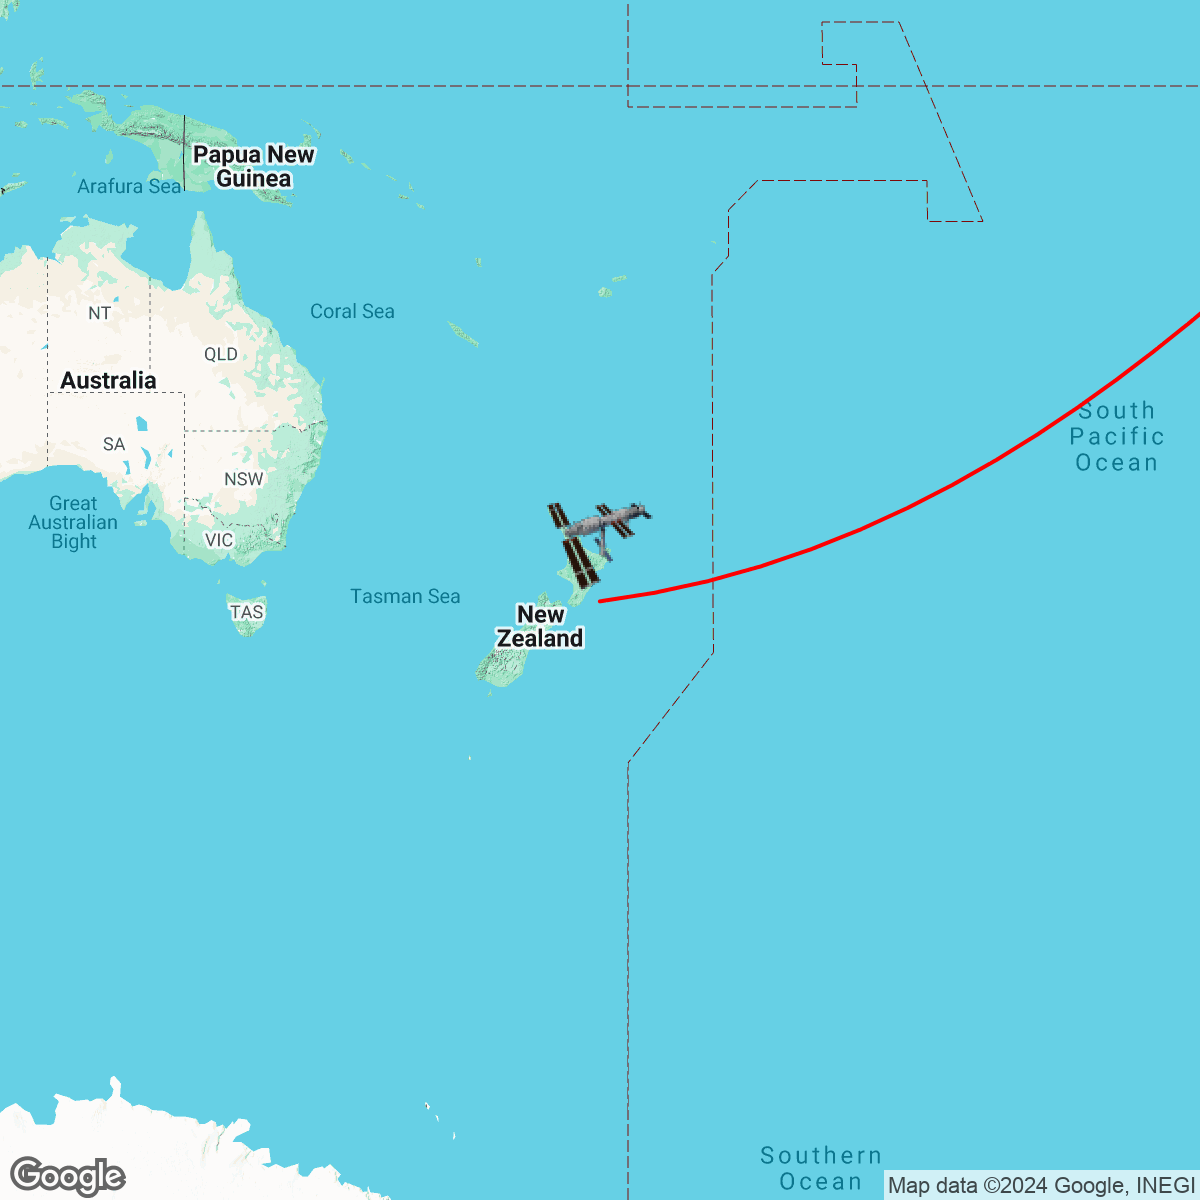 Papua New
Guinea
Arafura Sea
Coral Sea
NT
QLD
Australia
South
Pacific
Ocean
SA
NSW
Great
Australian
Bight
VIC
Tasman Sea
TAS
New
Zealand
Southern
Ocean
Google
Map data ©2024 Google, INEGI